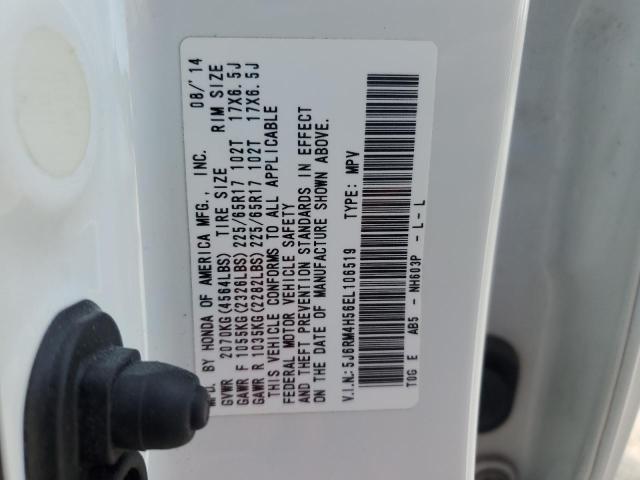 MFD. BY HONDA OF AMERICA MFG., INC. 08/'14
GVWR 2070KG(4564LBS) TIRE SIZE RIM SIZE
GAWR F 1055KG(2326LBS) 225/65R17 102T 17X6.5J
GAWR R 1035KG(2282LBS) 225/65R17 102T 17X6.5J
THIS VEHICLE CONFORMS TO ALL APPLICABLE
FEDERAL MOTOR VEHICLE SAFETY
AND THEFT PREVENTION STANDARDS IN EFFECT
ON THE DATE OF MANUFACTURE SHOWN ABOVE.
V.I.N.: 5J6RM4H56EL106519 TYPE: MPV
T0G E AB5 - NH603P - L - L